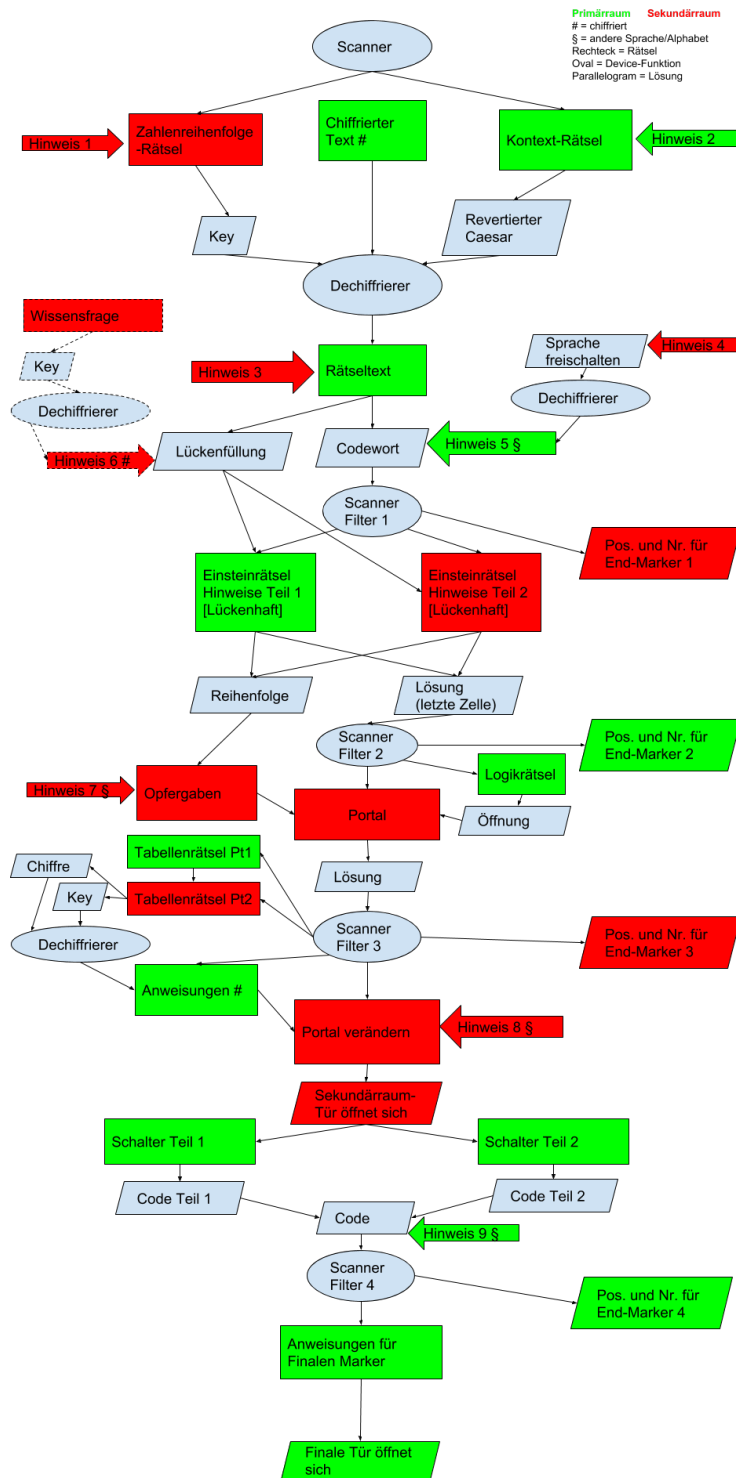 Primärraum Sekundärraum
# = chiffriert
§ = andere Sprache/Alphabet
Rechteck = Rätsel
Oval = Device-Funktion
Parallelogram = Lösung
Scanner
Hinweis 1
Zahlenreihenfolge
-Rätsel
Chiffrierter
Text #
Kontext-Rätsel
Hinweis 2
Key
Revertierter
Caesar
Dechiffrierer
Wissensfrage
Key
Dechiffrierer
Hinweis 6 #
Hinweis 3
Rätseltext
Sprache
freischalten
Hinweis 4
Dechiffrierer
Lückenfüllung
Codewort
Hinweis 5 §
Scanner
Filter 1
Einsteinrätsel
Hinweise Teil 1
[Lückenhaft]
Einsteinrätsel
Hinweise Teil 2
[Lückenhaft]
Pos. und Nr. für
End-Marker 1
Reihenfolge
Lösung
(letzte Zelle)
Scanner
Filter 2
Pos. und Nr. für
End-Marker 2
Hinweis 7 §
Opfergaben
Logikrätsel
Portal
Öffnung
Tabellenrätsel Pt1
Chiffre
Key
Tabellenrätsel Pt2
Lösung
Dechiffrierer
Scanner
Filter 3
Pos. und Nr. für
End-Marker 3
Anweisungen #
Portal verändern
Hinweis 8 §
Sekundärraum-
Tür öffnet sich
Schalter Teil 1
Schalter Teil 2
Code Teil 1
Code Teil 2
Code
Hinweis 9 §
Scanner
Filter 4
Pos. und Nr. für
End-Marker 4
Anweisungen für
Finalen Marker
Finale Tür öffnet
sich